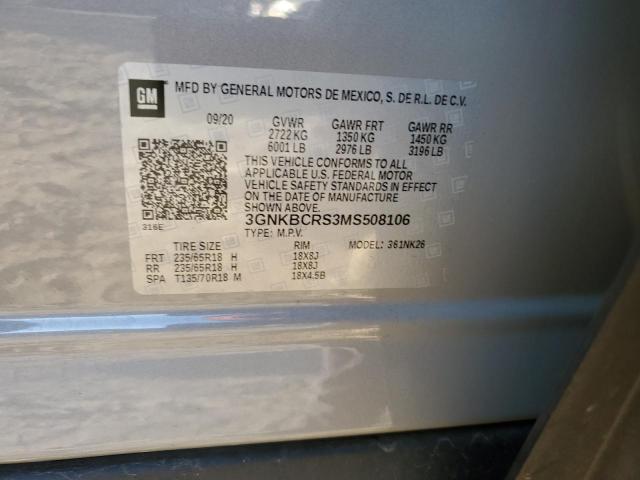 GM
MFD BY GENERAL MOTORS DE MEXICO, S. DE R.L. DE C.V.
09/20 GVWR GAWR FRT GAWR RR
2722 KG 1350 KG 1450 KG
6001 LB 2976 LB 3196 LB
THIS VEHICLE CONFORMS TO ALL
APPLICABLE U.S. FEDERAL MOTOR
VEHICLE SAFETY STANDARDS IN EFFECT
ON THE DATE OF MANUFACTURE
SHOWN ABOVE.
316E 3GNKBCRS3MS508106
TYPE: M.P.V.
TIRE SIZE RIM MODEL: 361NK26
FRT 235/65R18 H 18X8J
RR 235/65R18 H 18X8J
SPA T135/70R18 M 18X4.5B